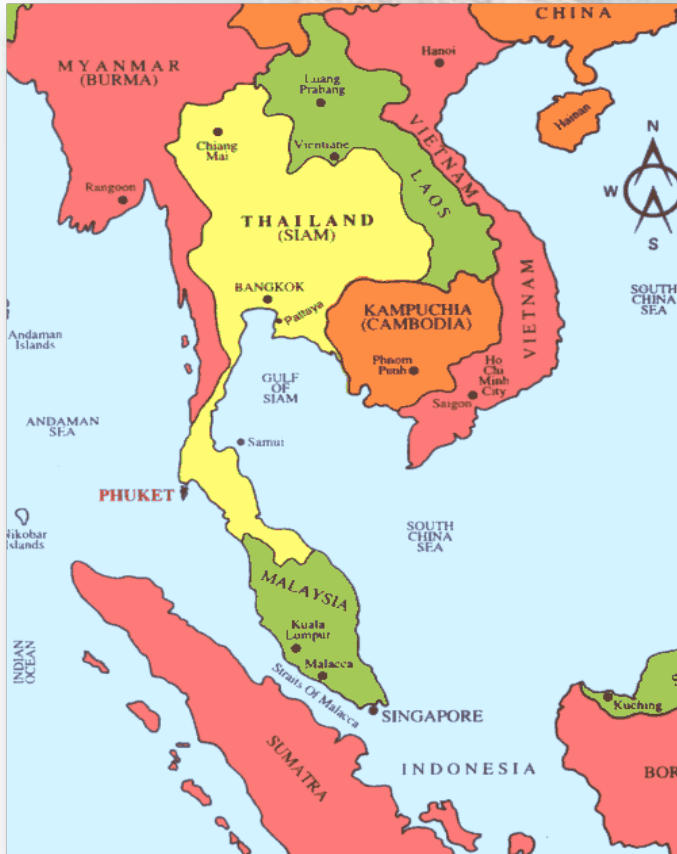 CHINA
MYANMAR
(BURMA)
Hanoi
Luang
Prabang
Hainan
Chiang
Mai
Vientiane
VIETNAM
N
W
S
LAOS
Rangoon
THAILAND
(SIAM)
BANGKOK
Pattaya
KAMPUCHIA
(CAMBODIA)
VIETNAM
SOUTH
CHINA
SEA
Andaman
Islands
Phnom
Punh
Ho
Chi
Minh
City
Saigon
GULF
OF
SIAM
ANDAMAN
SEA
Samui
PHUKET
SOUTH
CHINA
SEA
Nikobar
Islands
MALAYSIA
Kuala
Lumpur
Malacca
INDIAN
OCEAN
Straits Of Malacca
SINGAPORE
Kuching
SUMATRA
INDONESIA
BOR